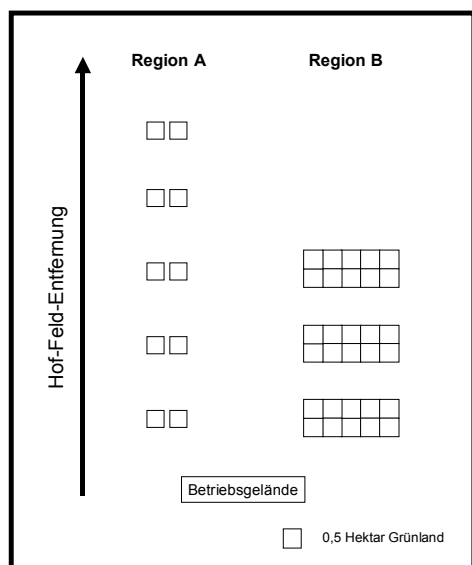 Region A
Region B
Hof-Feld-Entfernung
Betriebsgelände
0,5 Hektar Grünland